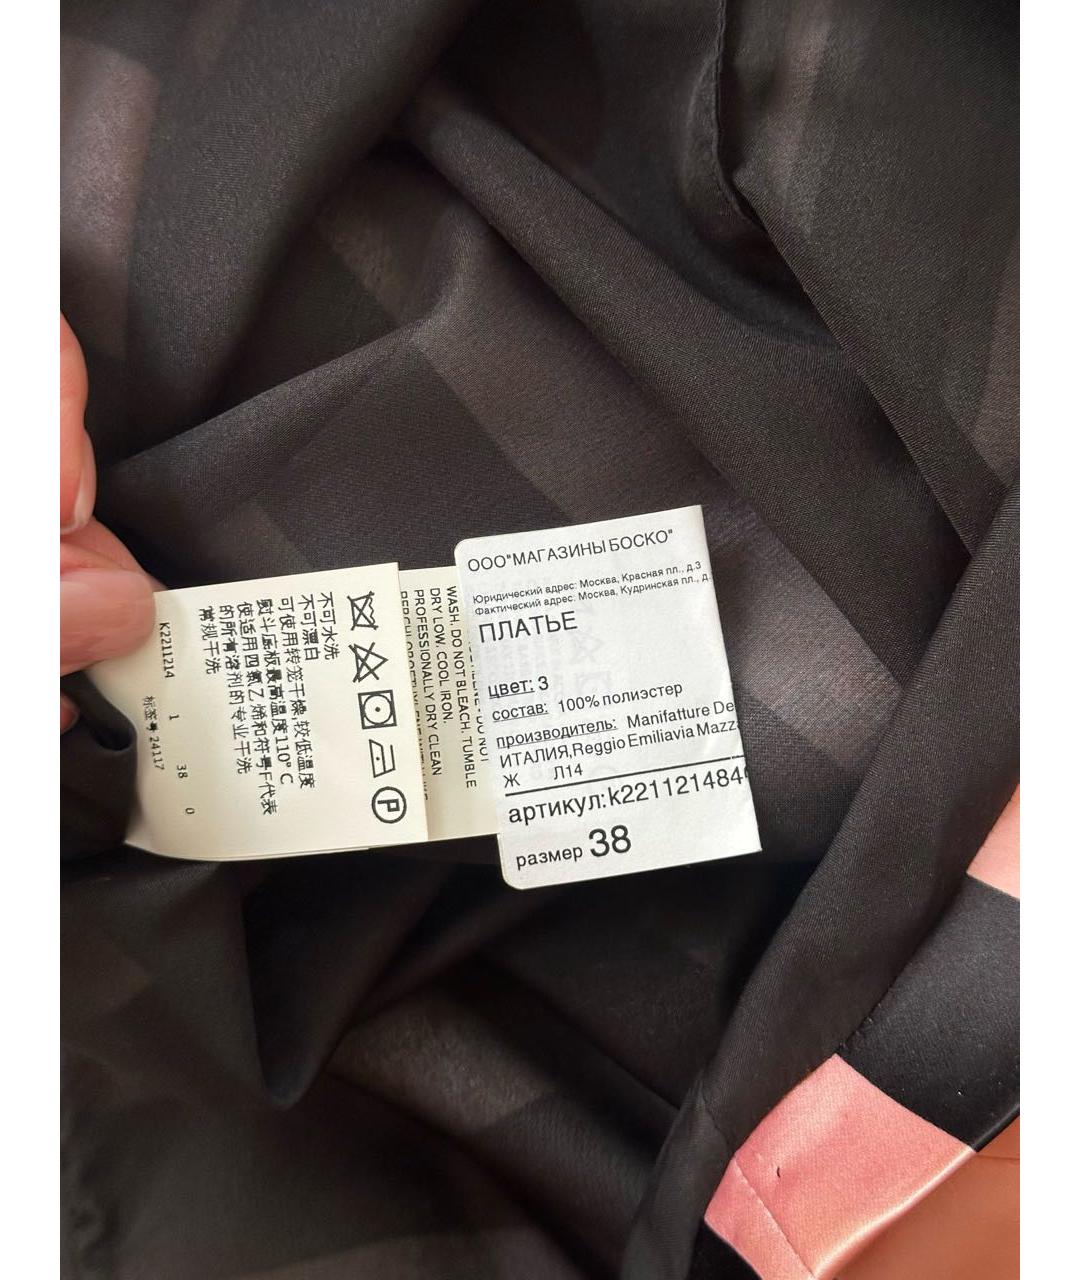 ООО"МАГАЗИНЫ БОСКО"
Юридический адрес: Москва, Красная пл., д.3
Фактический адрес: Москва, Кудринская пл., д.
ПЛАТЬЕ
цвет: 3
состав: 100% полиэстер
производитель: Manifatture De
ИТАЛИЯ,Reggio Emiliavia Mazz
Ж Л14
артикул:k221121484
размер 38
WASH. DO NOT BLEACH. TUMBLE
DRY LOW. COOL IRON.
PROFESSIONALLY DRY CLEAN
P
不可水洗
不可漂白
可使用转笼干燥 较低温度
熨斗底板最高温度110°C
使适用四氯乙烯和符号F代表
的所有溶剂的专业干洗
常规干洗
K2211214 1 38 0
标签号 24117